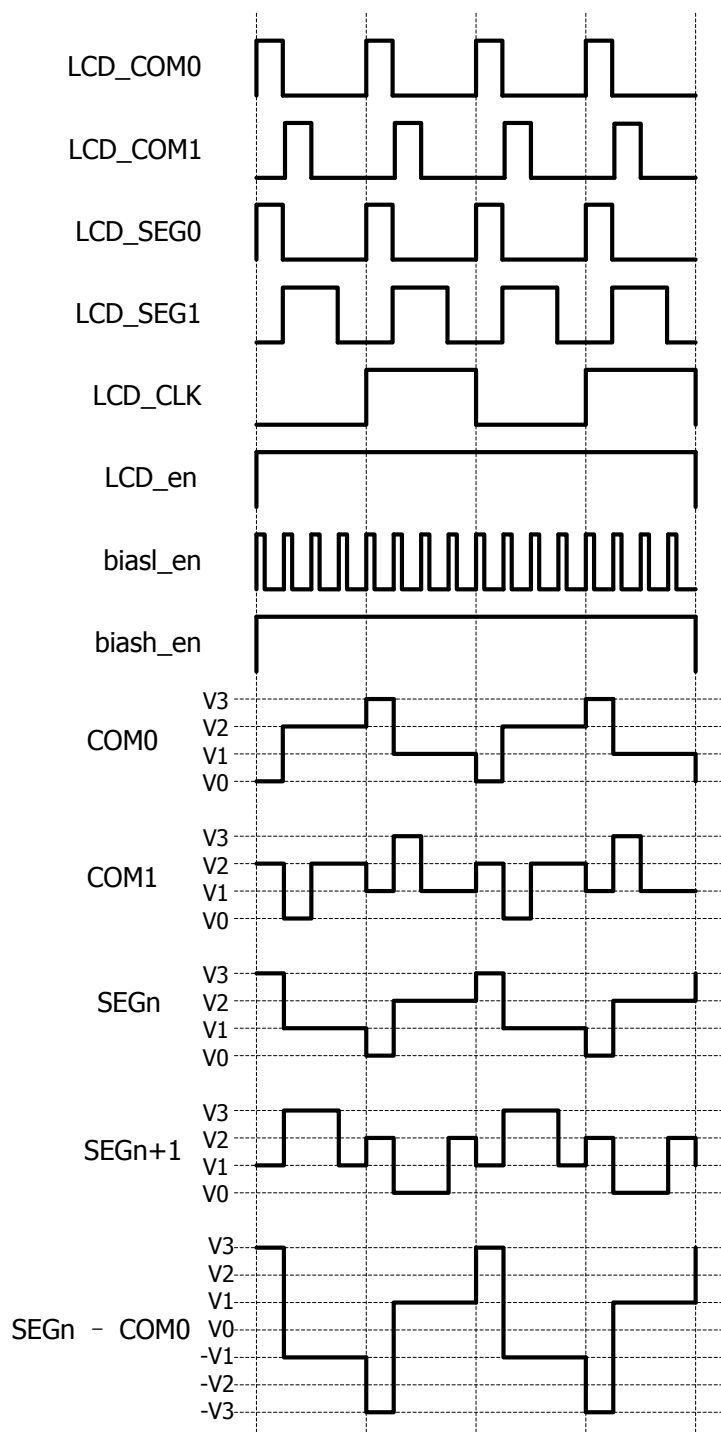 LCD_COM0
LCD_COM1
LCD_SEG0
LCD_SEG1
LCD_CLK
LCD_en
biasl_en
biash_en
COM0
V3
V2
V1
V0
COM1
V3
V2
V1
V0
SEGn
V3
V2
V1
V0
SEGn+1
V3
V2
V1
V0
SEGn - COM0
V3
V2
V1
V0
-V1
-V2
-V3